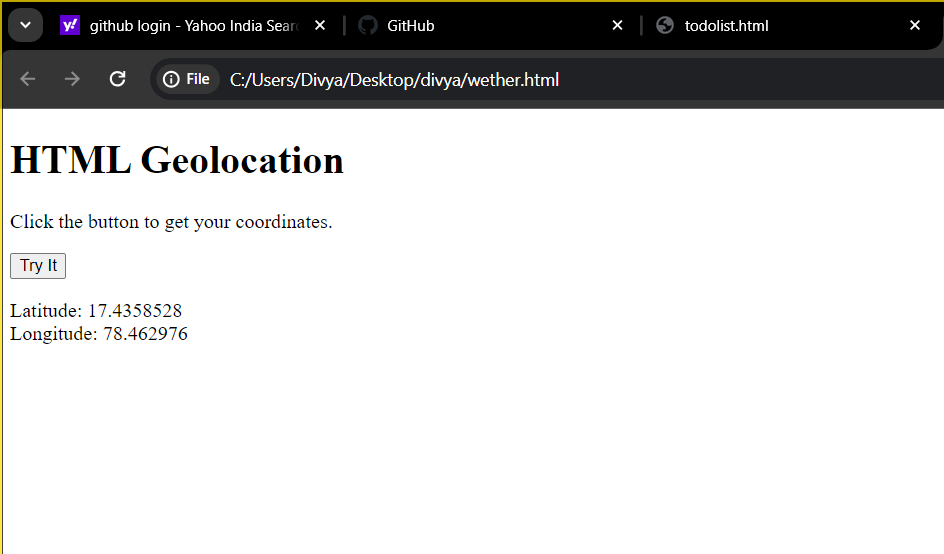 github login - Yahoo India Sear
GitHub
todolist.html
File C:/Users/Divya/Desktop/divya/wether.html
HTML Geolocation
Click the button to get your coordinates.
Try It
Latitude: 17.4358528
Longitude: 78.462976